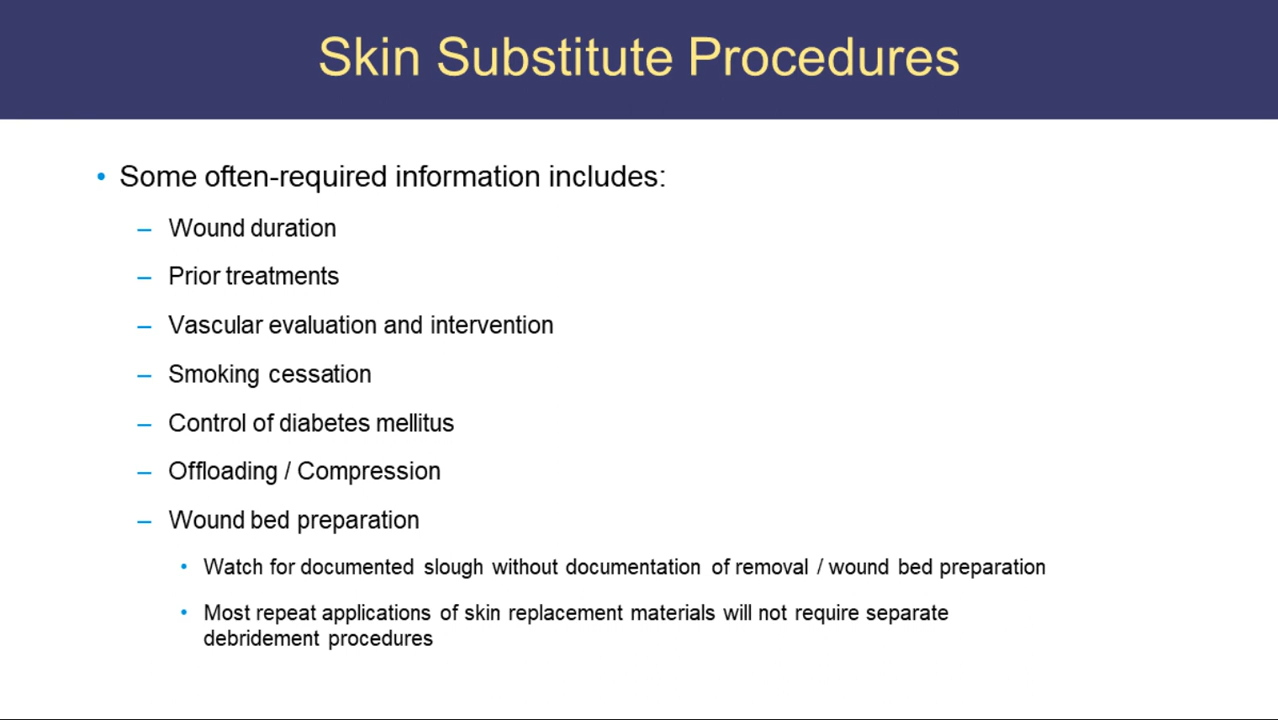 Skin Substitute Procedures
• Some often-required information includes:
– Wound duration
– Prior treatments
– Vascular evaluation and intervention
– Smoking cessation
– Control of diabetes mellitus
– Offloading / Compression
– Wound bed preparation
• Watch for documented slough without documentation of removal / wound bed preparation
• Most repeat applications of skin replacement materials will not require separate
debridement procedures